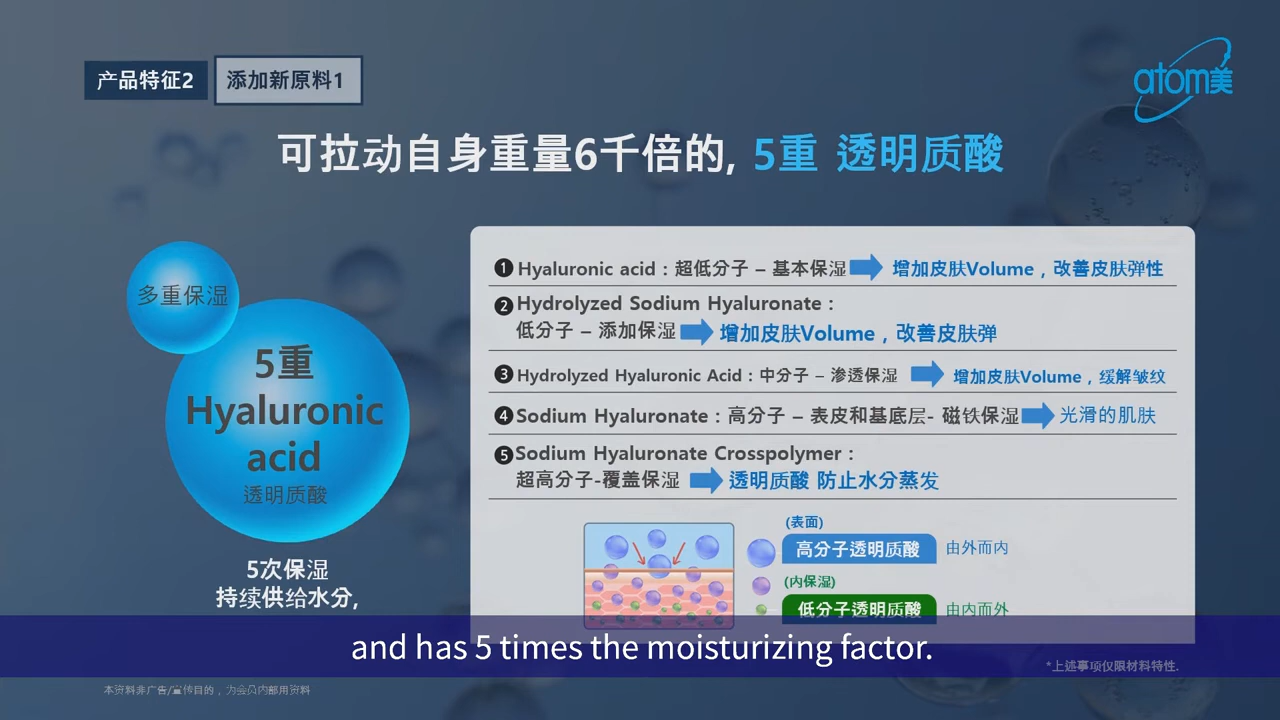 产品特征2 添加新原料1
atom美
可拉动自身重量6千倍的, 5重 透明质酸
多重保湿
5重
Hyaluronic
acid
透明质酸
5次保湿
持续供给水分,
❶Hyaluronic acid : 超低分子 – 基本保湿 增加皮肤Volume , 改善皮肤弹性
❷Hydrolyzed Sodium Hyaluronate :
低分子 – 添加保湿 增加皮肤Volume , 改善皮肤弹
❸Hydrolyzed Hyaluronic Acid : 中分子 – 渗透保湿 增加皮肤Volume , 缓解皱纹
❹Sodium Hyaluronate : 高分子 – 表皮和基底层- 磁铁保湿 光滑的肌肤
❺Sodium Hyaluronate Crosspolymer :
超高分子-覆盖保湿 透明质酸 防止水分蒸发
(表面)
高分子透明质酸 由外而内
(内保湿)
低分子透明质酸 由内而外
and has 5 times the moisturizing factor.
*上述事项仅限材料特性.
本资料非广告/宣传目的，为会员内部用资料